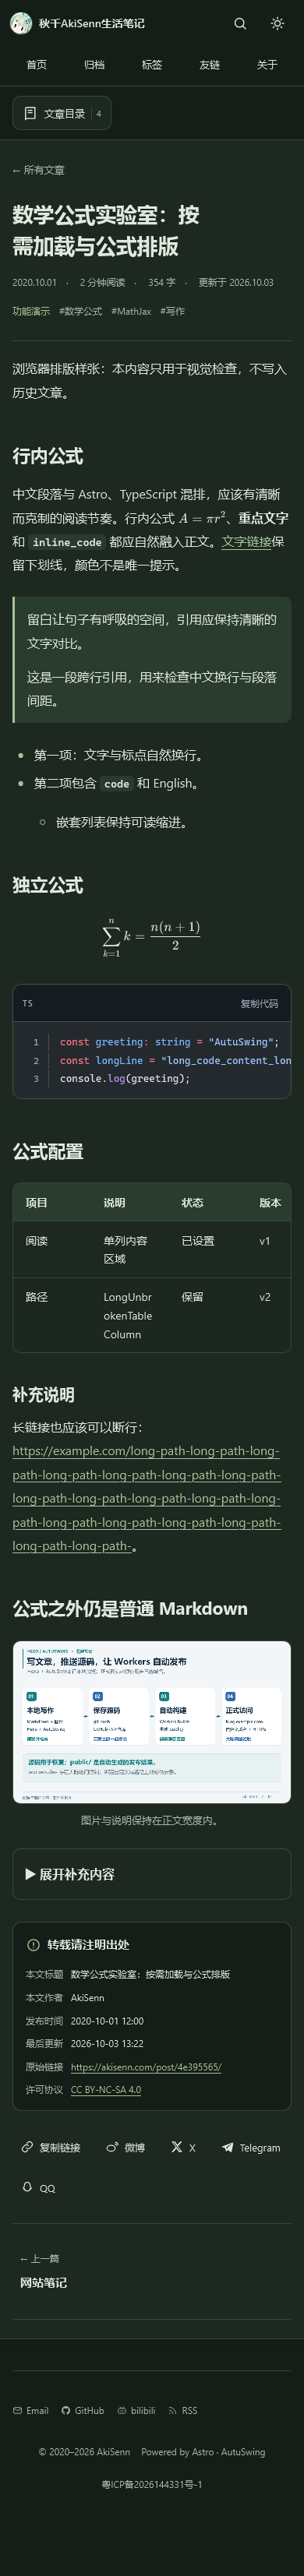 秋千AkiSenn生活笔记
首页 归档 标签 友链 关于
文章目录 4
← 所有文章
数学公式实验室：按
需加载与公式排版
2020.10.01 · 2 分钟阅读 · 354 字 · 更新于 2026.10.03
功能演示 #数学公式 #MathJax #写作
浏览器排版样张：本内容只用于视觉检查，不写入
历史文章。
行内公式
中文段落与 Astro、TypeScript 混排，应该有清晰
而克制的阅读节奏。行内公式 A = πr²、重点文字
和 inline_code 都应自然融入正文。文字链接保
留下划线，颜色不是唯一提示。
留白让句子有呼吸的空间，引用应保持清晰的
文字对比。
这是一段跨行引用，用来检查中文换行与段落
间距。
第一项：文字与标点自然换行。
第二项包含 code 和 English。
嵌套列表保持可读缩进。
独立公式
∑_{k=1}^{n} k = n(n + 1)/2
TS 复制代码
1 const greeting: string = "AutuSwing";
2 const longLine = "long_code_content_lon
3 console.log(greeting);
公式配置
项目 说明 状态 版本
阅读 单列内容 已设置 v1
区域
路径 LongUnbr 保留 v2
okenTable
Column
补充说明
长链接也应该可以断行：
https://example.com/long-path-long-path-long-
path-long-path-long-path-long-path-long-path-
long-path-long-path-long-path-long-path-long-
path-long-path-long-path-long-path-long-path-
long-path-long-path-。
公式之外仍是普通 Markdown
写文章，推送源码，让 Workers 自动发布
01 02 03 04
本地写作 保存源码 自动构建 正式访问
图片与说明保持在正文宽度内。
▶ 展开补充内容
转载请注明出处
本文标题 数学公式实验室：按需加载与公式排版
本文作者 AkiSenn
发布时间 2020-10-01 12:00
最后更新 2026-10-03 13:22
原始链接 https://akisenn.com/post/4e395565/
许可协议 CC BY-NC-SA 4.0
复制链接 微博 X Telegram
QQ
← 上一篇
网站笔记
Email GitHub bilibili RSS
© 2020–2026 AkiSenn Powered by Astro · AutuSwing
粤ICP备2026144331号-1